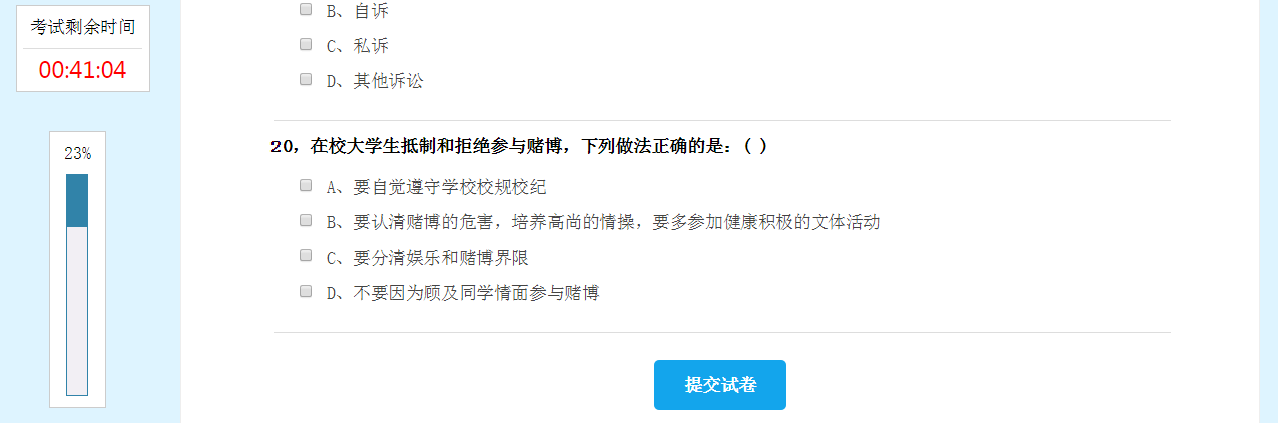 考试剩余时间
00:41:04
23%
B、自诉
C、私诉
D、其他诉讼
20，在校大学生抵制和拒绝参与赌博，下列做法正确的是：( )
A、要自觉遵守学校校规校纪
B、要认清赌博的危害，培养高尚的情操，要多参加健康积极的文体活动
C、要分清娱乐和赌博界限
D、不要因为顾及同学情面参与赌博
提交试卷